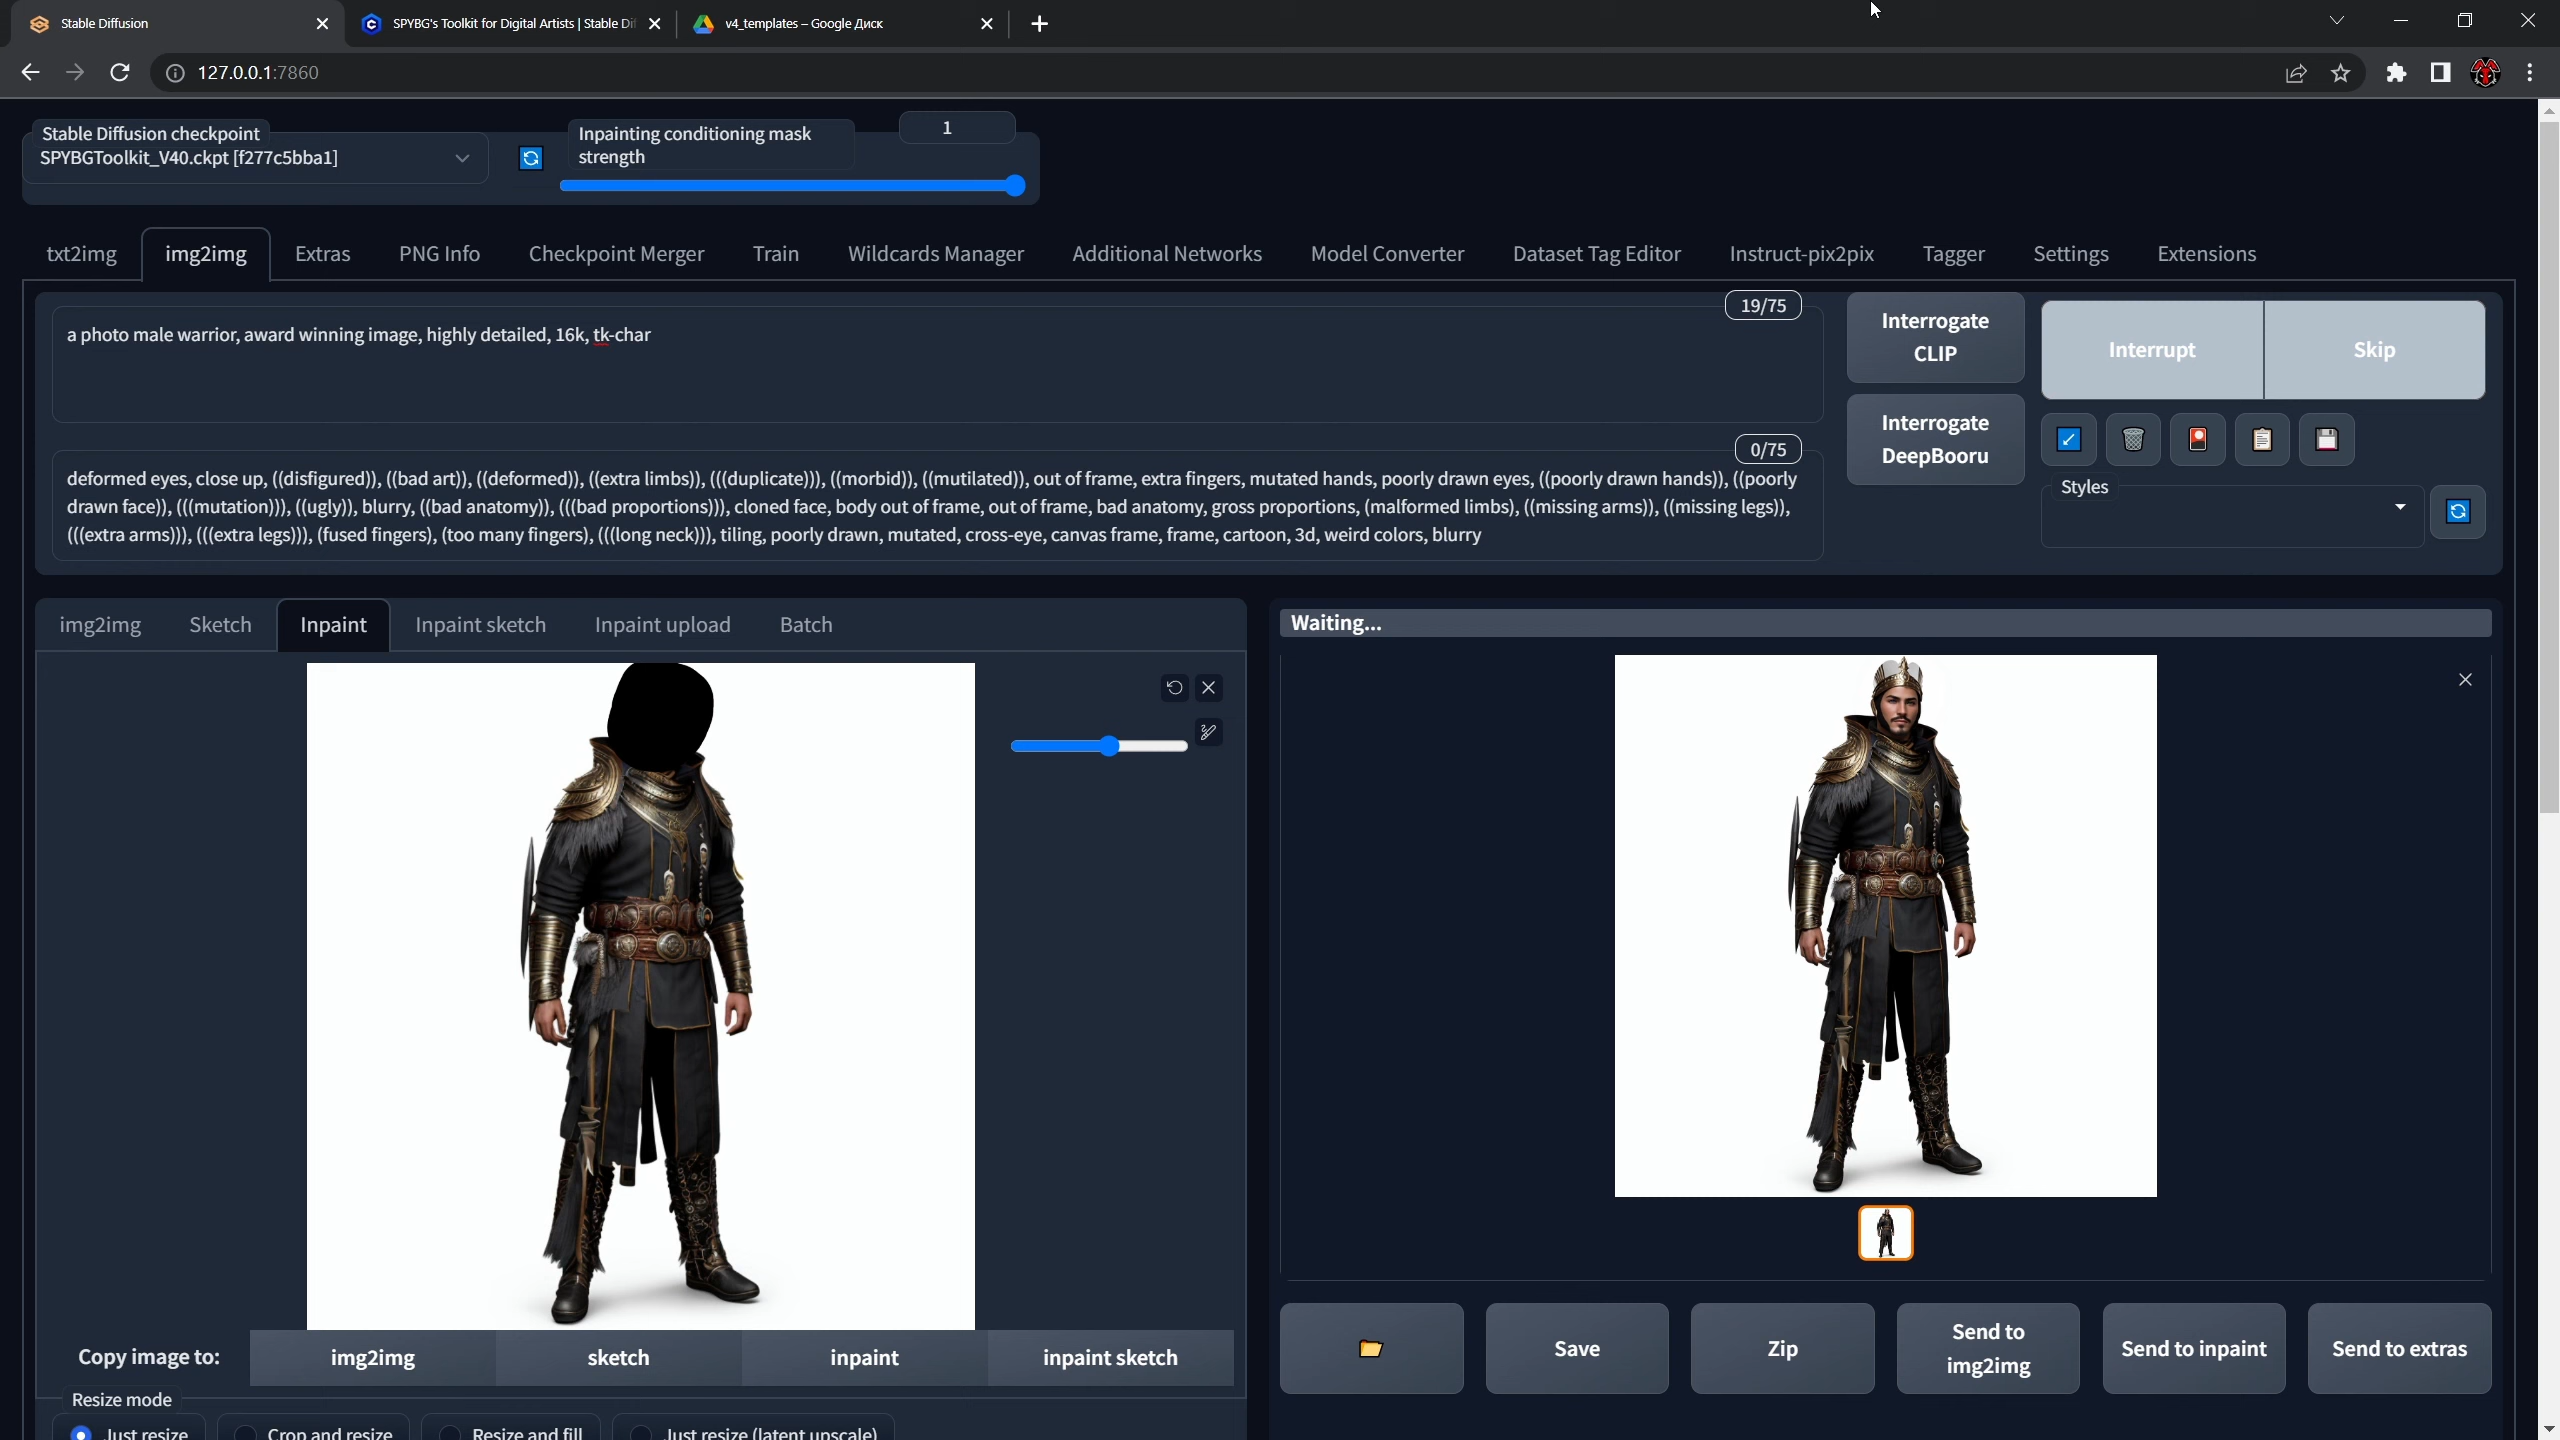 Stable Diffusion
SPYBG's Toolkit for Digital Artists | Stable Dif
v4_templates – Google Диск
127.0.0.1:7860
Stable Diffusion checkpoint
SPYBGToolkit_V40.ckpt [f277c5bba1]
Inpainting conditioning mask
strength
1
txt2img
img2img
Extras
PNG Info
Checkpoint Merger
Train
Wildcards Manager
Additional Networks
Model Converter
Dataset Tag Editor
Instruct-pix2pix
Tagger
Settings
Extensions
19/75
a photo male warrior, award winning image, highly detailed, 16k, tk-char
Interrogate
CLIP
Interrupt
Skip
0/75
deformed eyes, close up, ((disfigured)), ((bad art)), ((deformed)), ((extra limbs)), (((duplicate))), ((morbid)), ((mutilated)), out of frame, extra fingers, mutated hands, poorly drawn eyes, ((poorly drawn hands)), ((poorly
drawn face)), (((mutation))), ((ugly)), blurry, ((bad anatomy)), (((bad proportions))), cloned face, body out of frame, out of frame, bad anatomy, gross proportions, (malformed limbs), ((missing arms)), ((missing legs)),
(((extra arms))), (((extra legs))), (fused fingers), (too many fingers), (((long neck))), tiling, poorly drawn, mutated, cross-eye, canvas frame, frame, cartoon, 3d, weird colors, blurry
Interrogate
DeepBooru
Styles
img2img
Sketch
Inpaint
Inpaint sketch
Inpaint upload
Batch
Waiting...
Copy image to:
img2img
sketch
inpaint
inpaint sketch
Save
Zip
Send to
img2img
Send to inpaint
Send to extras
Resize mode
Just resize
Crop and resize
Resize and fill
Just resize (latent upscale)